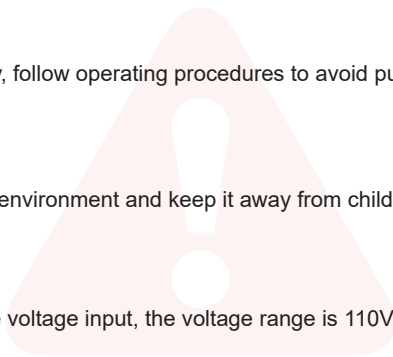 , follow operating procedures to avoid pu
environment and keep it away from child
voltage input, the voltage range is 110V